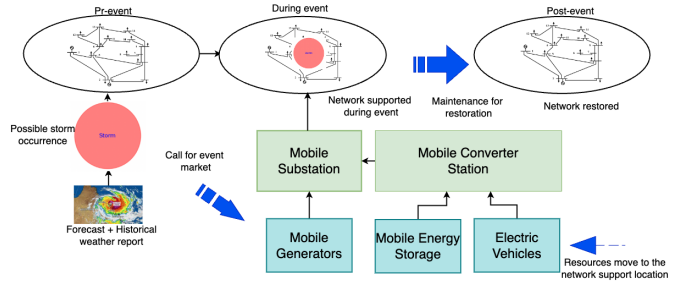 Pr-event
During event
Post-event
Storm
Possible storm
occurrence
Storm
Forecast + Historical
weather report
Network supported
during event
Maintenance for
restoration
Network restored
Call for event
market
Mobile
Substation
Mobile Converter
Station
Mobile
Generators
Mobile Energy
Storage
Electric
Vehicles
Resources move to the
network support location